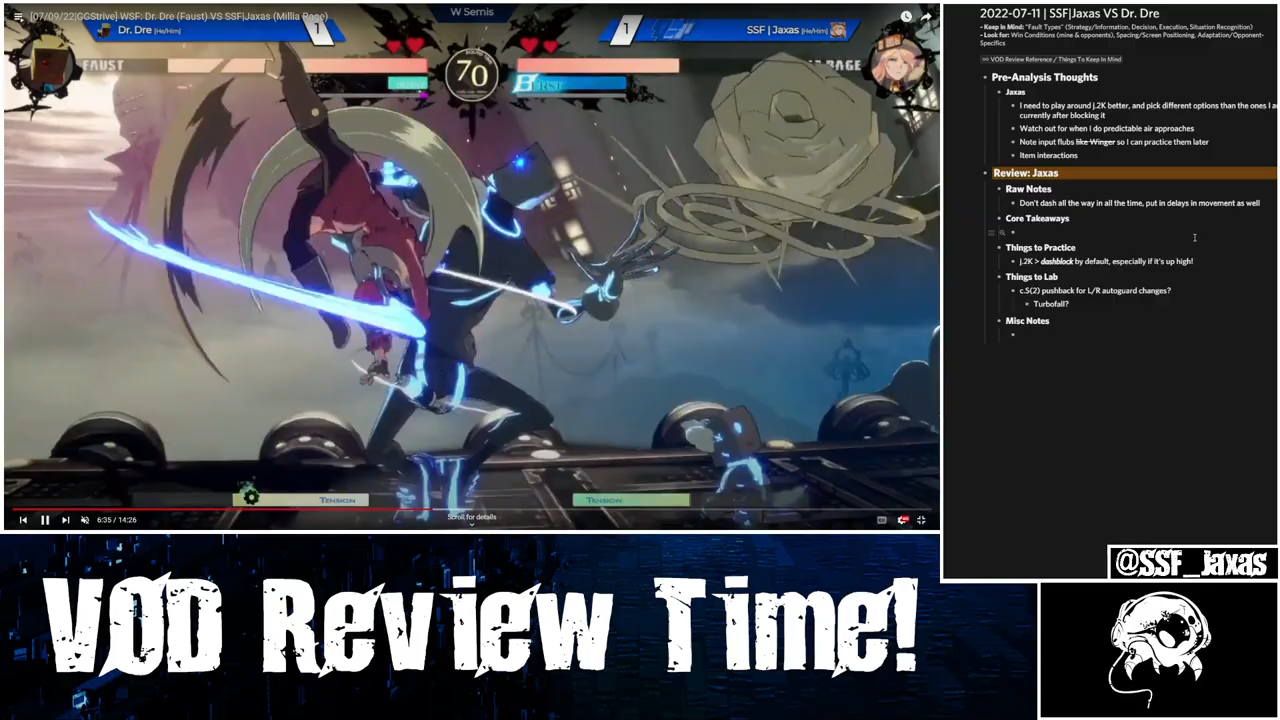 [07/09/22|GGStrive] WSF: Dr. Dre (Faust) VS SSF|Jaxas (Millia Rage)
W Semis
Dr. Dre [He/Him]
1
1
SSF | Jaxas [He/Him]
FAUST
70
RAGE
BURST
TENSION
TENSION
6:35 / 14:26
Scroll for details
2022-07-11 | SSF|Jaxas VS Dr. Dre
- Keep in Mind: "Fault Types" (Strategy/Information, Decision, Execution, Situation Recognition)
- Look for: Win Conditions (mine & opponents), Spacing/Screen Positioning, Adaptation/Opponent-
Specifics
VOD Review Reference / Things To Keep In Mind
Pre-Analysis Thoughts
Jaxas
I need to play around j.2K better, and pick different options than the ones I a
currently after blocking it
Watch out for when I do predictable air approaches
Note input flubs like Winger so I can practice them later
Item interactions
Review: Jaxas
Raw Notes
Don't dash all the way in all the time, put in delays in movement as well
Core Takeaways
Things to Practice
j.2K > dashblock by default, especially if it's up high!
Things to Lab
c.S(2) pushback for L/R autoguard changes?
Turbofall?
Misc Notes
@SSF_Jaxas
VOD Review Time!